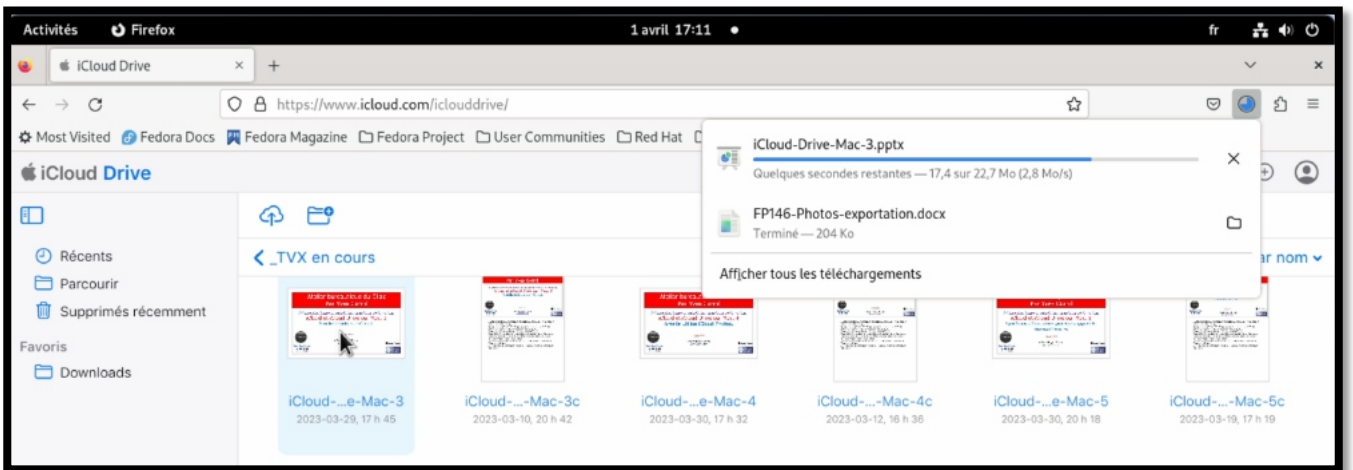 Activités Firefox 1 avril 17:11 fr
iCloud Drive
https://www.icloud.com/iclouddrive/
Most Visited Fedora Docs Fedora Magazine Fedora Project User Communities Red Hat
iCloud-Drive-Mac-3.pptx
Quelques secondes restantes — 17,4 sur 22,7 Mo (2,8 Mo/s)
FP146-Photos-exportation.docx
Terminé — 204 Ko
Afficher tous les téléchargements
iCloud Drive
Récents
Parcourir
Supprimés récemment
Favoris
Downloads
_TVX en cours
ar nom
iCloud-...e-Mac-3 iCloud-...-Mac-3c iCloud-...e-Mac-4 iCloud-...-Mac-4c iCloud-...e-Mac-5 iCloud-...-Mac-5c
2023-03-29, 17 h 45 2023-03-10, 20 h 42 2023-03-30, 17 h 32 2023-03-12, 16 h 36 2023-03-30, 20 h 18 2023-03-19, 17 h 19